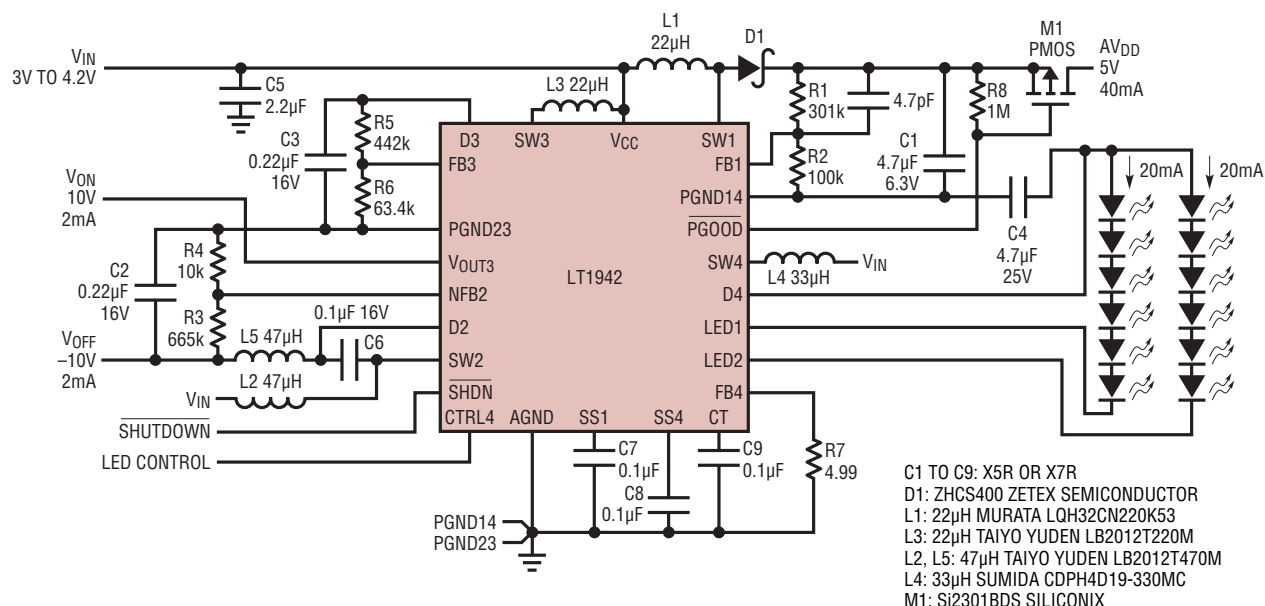 L1
22µH
D1
M1
PMOS
AVDD
5V
40mA
VIN
3V TO 4.2V
C5
2.2µF
L3 22µH
R1
301k
4.7pF
R8
1M
C3
0.22µF
16V
R5
442k
R6
63.4k
D3
SW3
VCC
SW1
FB3
FB1
R2
100k
C1
4.7µF
6.3V
20mA
20mA
VON
10V
2mA
PGND23
PGND14
PGOOD
C4
4.7µF
25V
C2
0.22µF
16V
R4
10k
R3
665k
VOUT3
LT1942
SW4
L4 33µH
VIN
NFB2
D4
0.1µF 16V
D2
LED1
VOFF
–10V
2mA
L5 47µH
C6
SW2
LED2
L2 47µH
VIN
SHDN
FB4
SHUTDOWN
CTRL4
AGND
SS1
SS4
CT
LED CONTROL
C7
0.1µF
C8
0.1µF
C9
0.1µF
R7
4.99
PGND14
PGND23
C1 TO C9: X5R OR X7R
D1: ZHCS400 ZETEX SEMICONDUCTOR
L1: 22µH MURATA LQH32CN220K53
L3: 22µH TAIYO YUDEN LB2012T220M
L2, L5: 47µH TAIYO YUDEN LB2012T470M
L4: 33µH SUMIDA CDPH4D19-330MC
M1: Si2301BDS SILICONIX